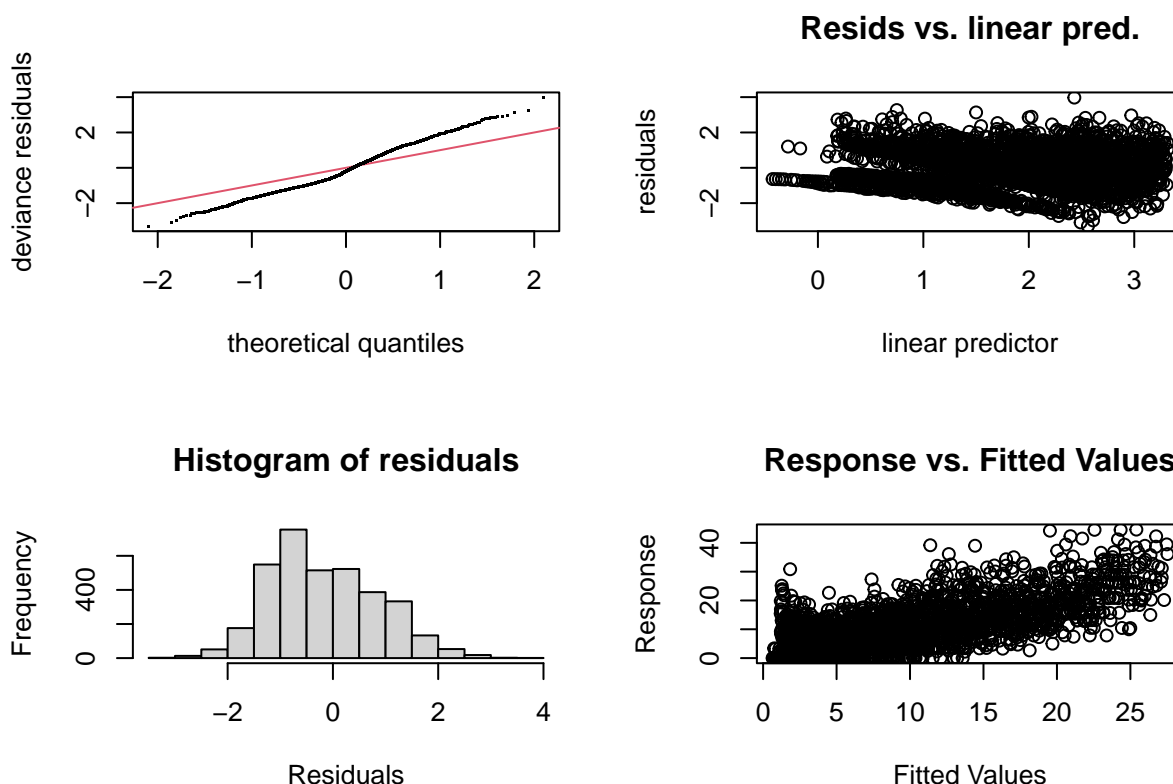 deviance residuals
2
−2
−2 −1 0 1 2
theoretical quantiles
Resids vs. linear pred.
residuals
2
−2
0 1 2 3
linear predictor
Histogram of residuals
Frequency
400
0
−2 0 2 4
Residuals
Response vs. Fitted Values
Response
40
20
0
0 5 10 15 20 25
Fitted Values